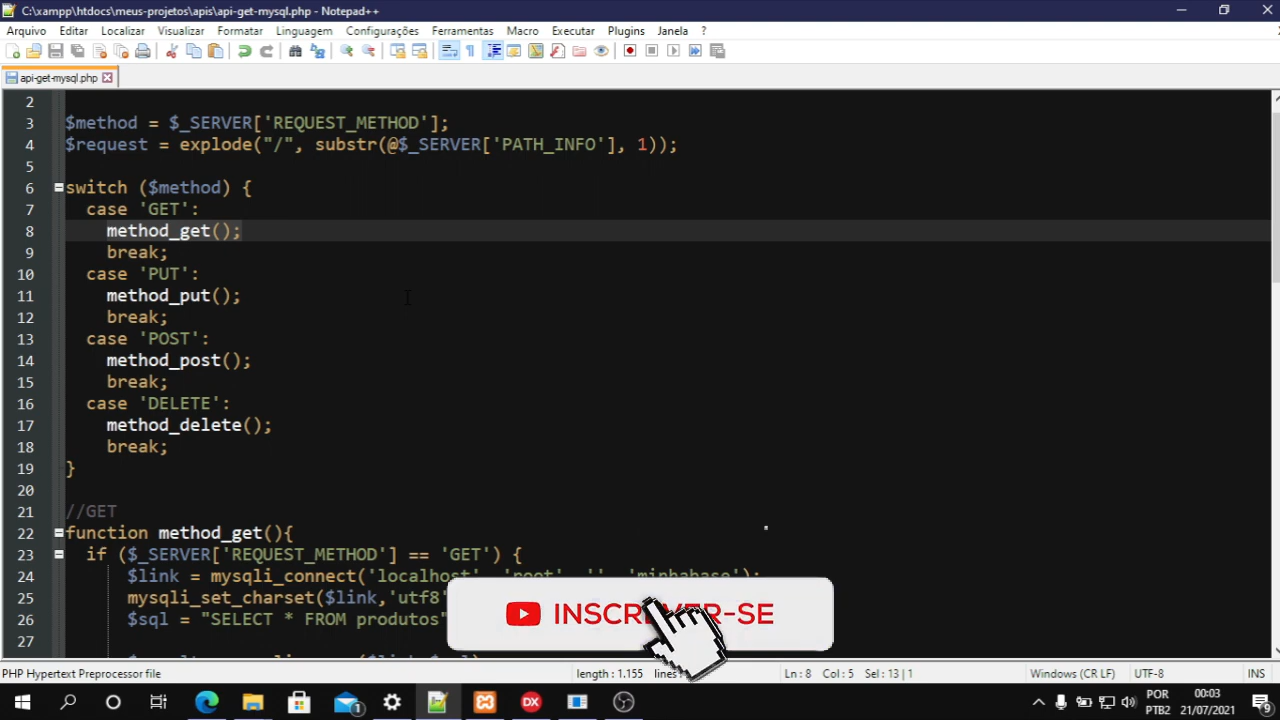 C:\xampp\htdocs\meus-projetos\apis\api-get-mysql.php - Notepad++
Arquivo Editar Localizar Visualizar Formatar Linguagem Configurações Ferramentas Macro Executar Plugins Janela ?
api-get-mysql.php
2
3 $method = $_SERVER['REQUEST_METHOD'];
4 $request = explode("/", substr(@$_SERVER['PATH_INFO'], 1));
5
6 switch ($method) {
7 case 'GET':
8 method_get();
9 break;
10 case 'PUT':
11 method_put();
12 break;
13 case 'POST':
14 method_post();
15 break;
16 case 'DELETE':
17 method_delete();
18 break;
19 }
20
21 //GET
22 function method_get(){
23 if ($_SERVER['REQUEST_METHOD'] == 'GET') {
24 $link = mysqli_connect('localhost', 'root', '', 'minhabase');
25 mysqli_set_charset($link,'utf8'
26 $sql = "SELECT * FROM produtos"
27
INSCREVER-SE
PHP Hypertext Preprocessor file length : 1.155 lines Ln : 8 Col : 5 Sel : 13 | 1 Windows (CR LF) UTF-8 INS
POR
PTB2
00:03
21/07/2021